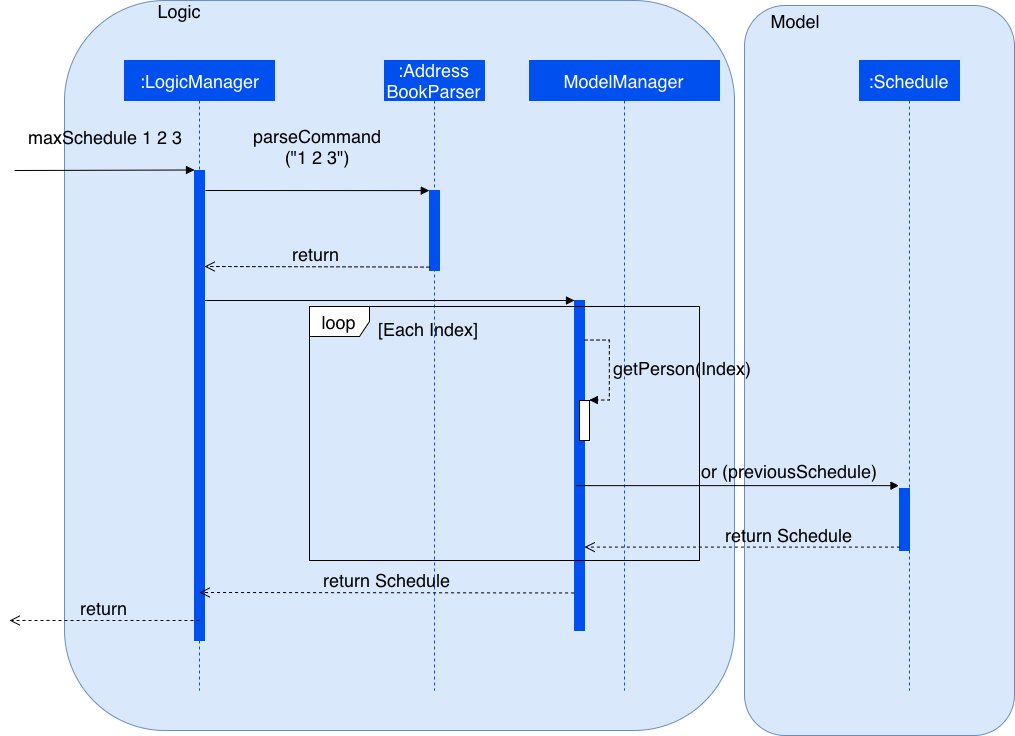 Logic
Model
:LogicManager
:Address
BookParser
ModelManager
:Schedule
maxSchedule 1 2 3
parseCommand
("1 2 3")
return
loop
[Each Index]
getPerson(Index)
or (previousSchedule)
return Schedule
return Schedule
return